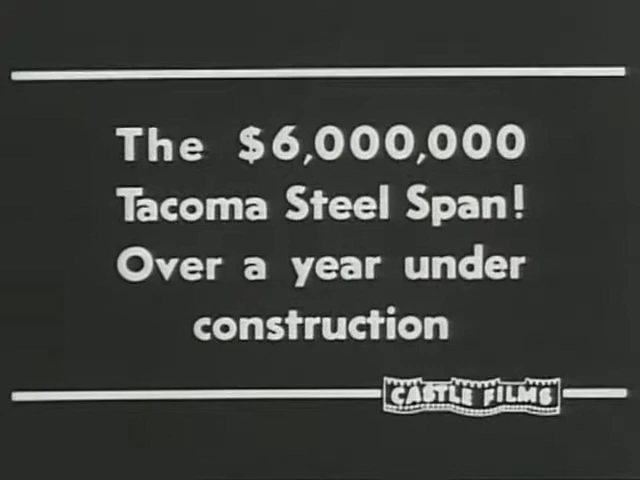 The $6,000,000
Tacoma Steel Span!
Over a year under
construction
CASTLE FILMS